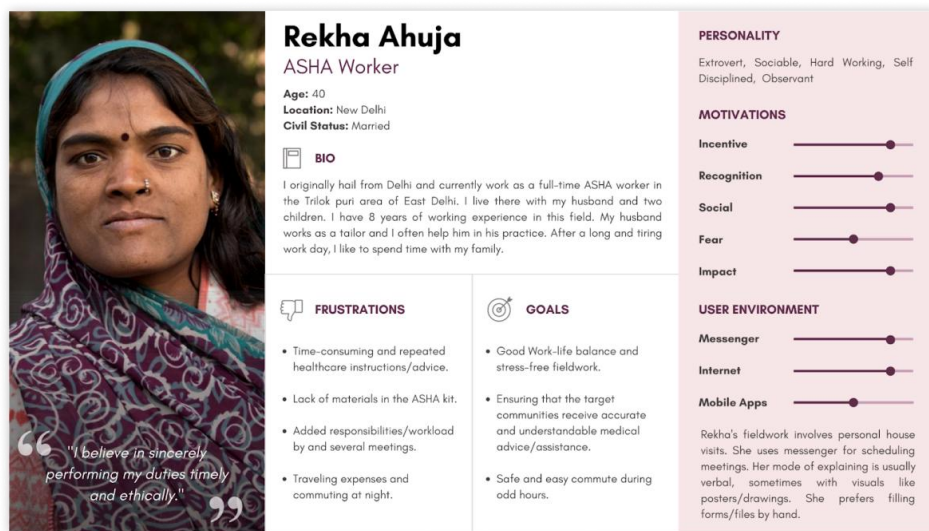 Rekha Ahuja
ASHA Worker
Age: 40
Location: New Delhi
Civil Status: Married
BIO
I originally hail from Delhi and currently work as a full-time ASHA worker in
the Trilok puri area of East Delhi. I live there with my husband and two
children. I have 8 years of working experience in this field. My husband
works as a tailor and I often help him in his practice. After a long and tiring
work day, I like to spend time with my family.
FRUSTRATIONS
• Time-consuming and repeated
healthcare instructions/advice.
• Lack of materials in the ASHA kit.
• Added responsibilities/workload
by and several meetings.
• Traveling expenses and
commuting at night.
GOALS
• Good Work-life balance and
stress-free fieldwork.
• Ensuring that the target
communities receive accurate
and understandable medical
advice/assistance.
• Safe and easy commute during
odd hours.
“ "I believe in sincerely
performing my duties timely
and ethically." ”
PERSONALITY
Extrovert, Sociable, Hard Working, Self
Disciplined, Observant
MOTIVATIONS
Incentive
Recognition
Social
Fear
Impact
USER ENVIRONMENT
Messenger
Internet
Mobile Apps
Rekha's fieldwork involves personal house
visits. She uses messenger for scheduling
meetings. Her mode of explaining is usually
verbal, sometimes with visuals like
posters/drawings. She prefers filling
forms/files by hand.